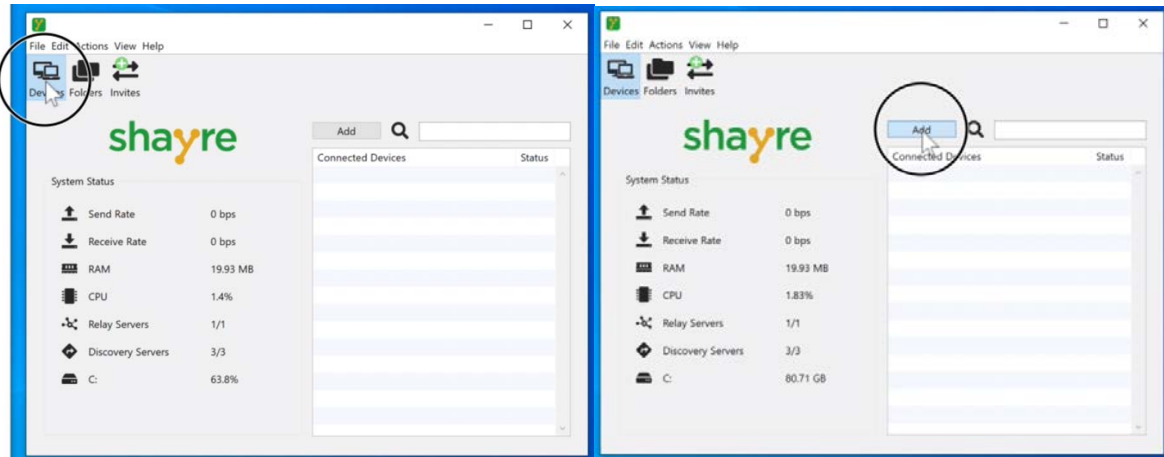 File Edit Actions View Help
Devices Folders Invites
shayre
Add
Connected Devices Status
System Status
Send Rate 0 bps
Receive Rate 0 bps
RAM 19.93 MB
CPU 1.4%
Relay Servers 1/1
Discovery Servers 3/3
C: 63.8%
File Edit Actions View Help
Devices Folders Invites
shayre
Add
Connected Devices Status
System Status
Send Rate 0 bps
Receive Rate 0 bps
RAM 19.93 MB
CPU 1.83%
Relay Servers 1/1
Discovery Servers 3/3
C: 80.71 GB